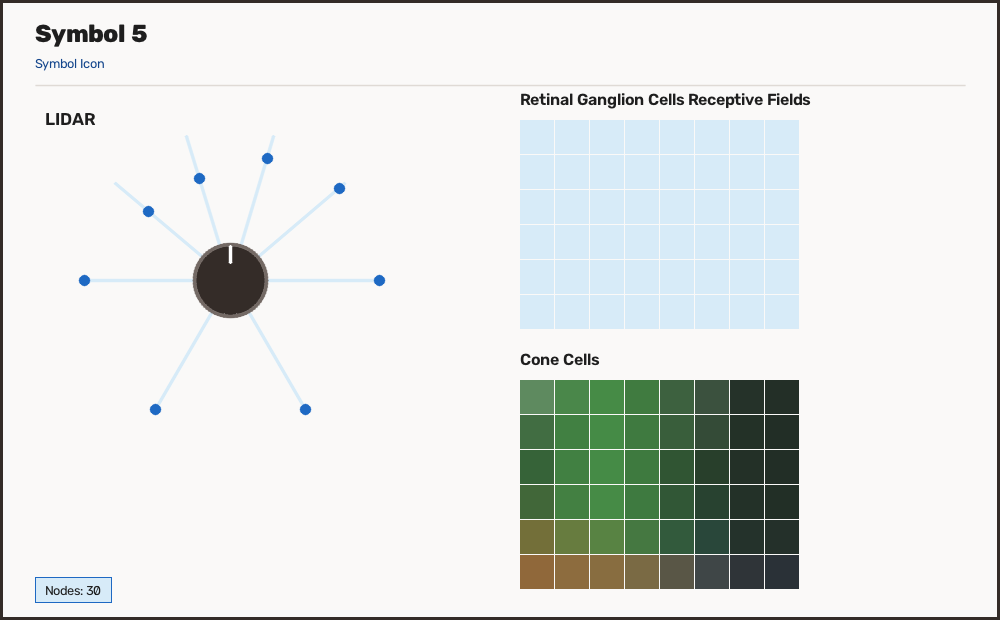 Symbol 5
Symbol Icon
LIDAR
Retinal Ganglion Cells Receptive Fields
Cone Cells
Nodes: 30